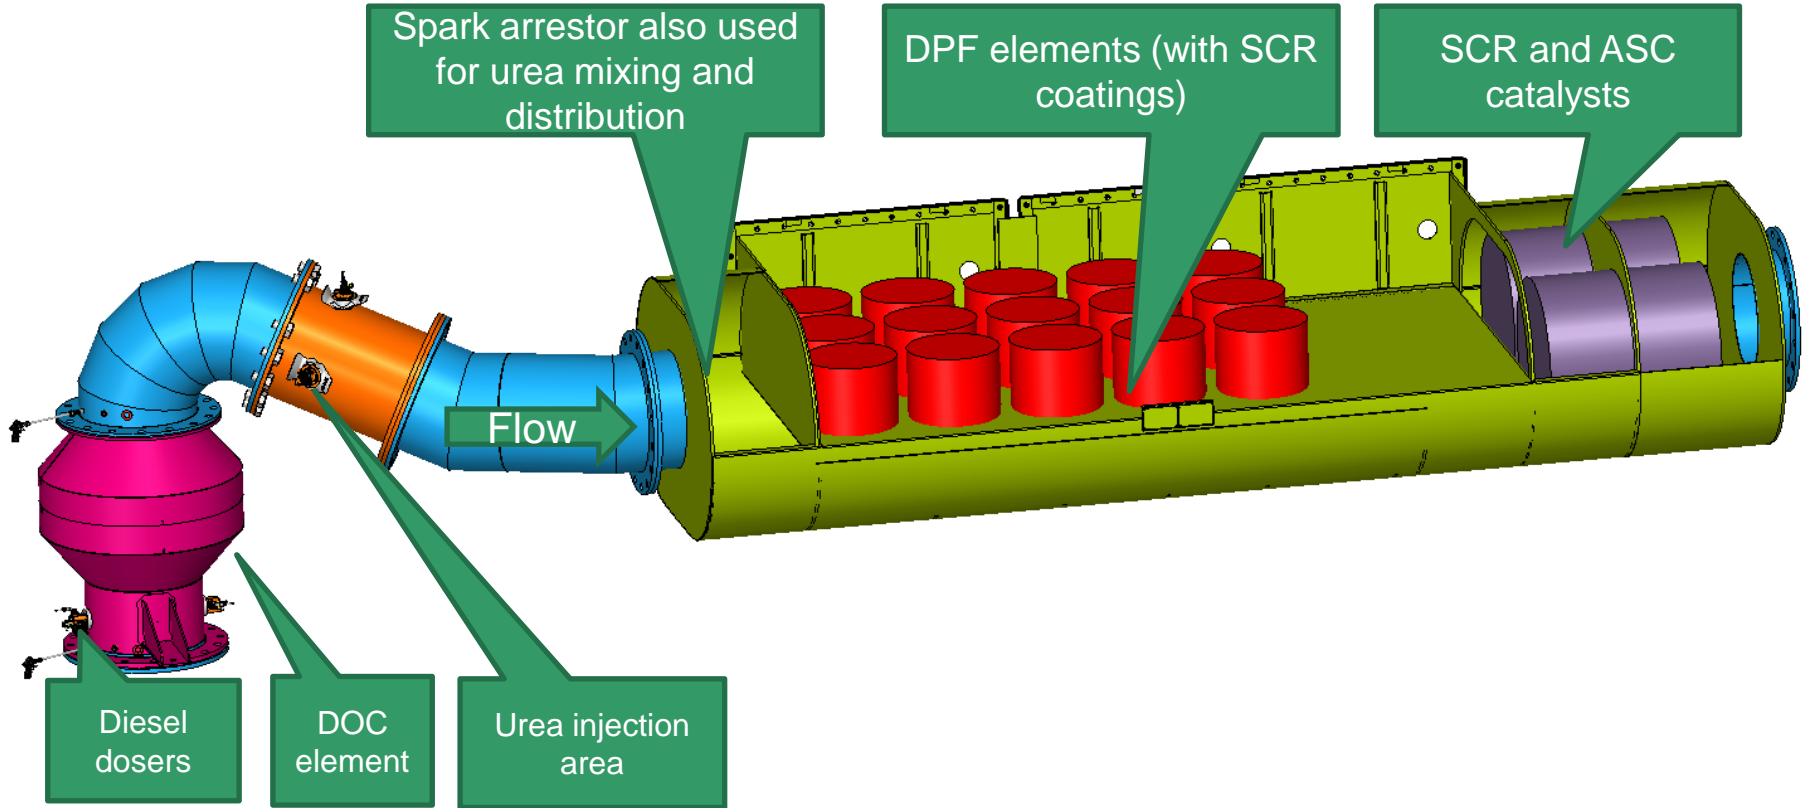 Spark arrestor also used
for urea mixing and
distribution
DPF elements (with SCR
coatings)
SCR and ASC
catalysts
Flow
Diesel
dosers
DOC
element
Urea injection
area